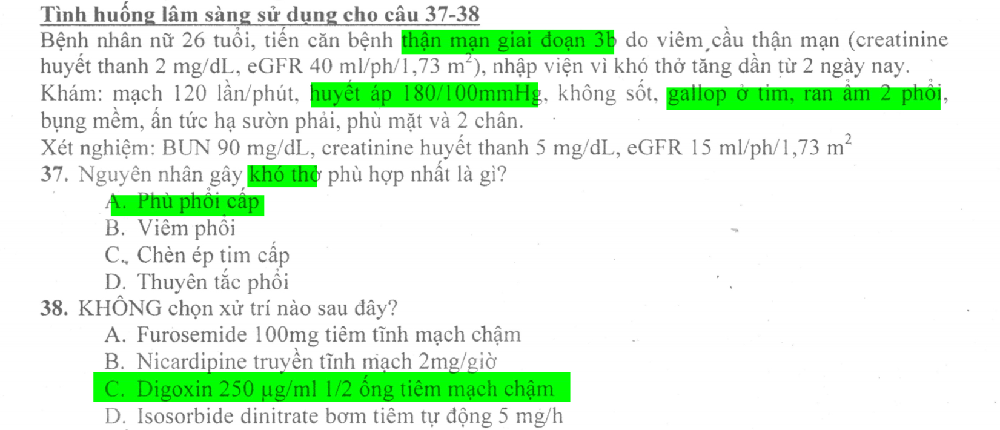 Tình huống lâm sàng sử dụng cho câu 37-38
Bệnh nhân nữ 26 tuổi, tiến căn bệnh thận mạn giai đoạn 3b do viêm cầu thận mạn (creatinine
huyết thanh 2 mg/dL, eGFR 40 ml/ph/1,73 m²), nhập viện vì khó thở tăng dần từ 2 ngày nay.
Khám: mạch 120 lần/phút, huyết áp 180/100mmHg, không sốt, gallop ở tim, ran ẩm 2 phổi,
bụng mềm, ấn tức hạ sườn phải, phù mặt và 2 chân.
Xét nghiệm: BUN 90 mg/dL, creatinine huyết thanh 5 mg/dL, eGFR 15 ml/ph/1,73 m²
37. Nguyên nhân gây khó thở phù hợp nhất là gì?
A. Phù phổi cấp
B. Viêm phổi
C. Chèn ép tim cấp
D. Thuyên tắc phổi
38. KHÔNG chọn xử trí nào sau đây?
A. Furosemide 100mg tiêm tĩnh mạch chậm
B. Nicardipine truyền tĩnh mạch 2mg/giờ
C. Digoxin 250 µg/ml 1/2 ống tiêm mạch chậm
D. Isosorbide dinitrate bơm tiêm tự động 5 mg/h